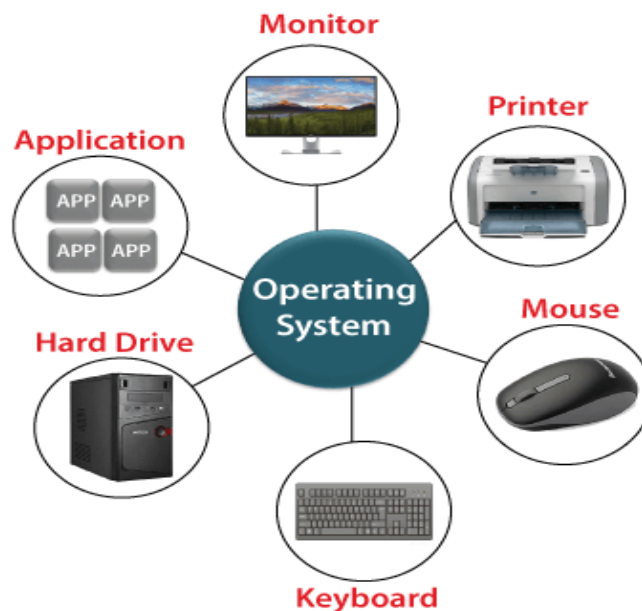 Monitor
Printer
Application
APP APP
APP APP
Operating
System
Mouse
Hard Drive
Keyboard